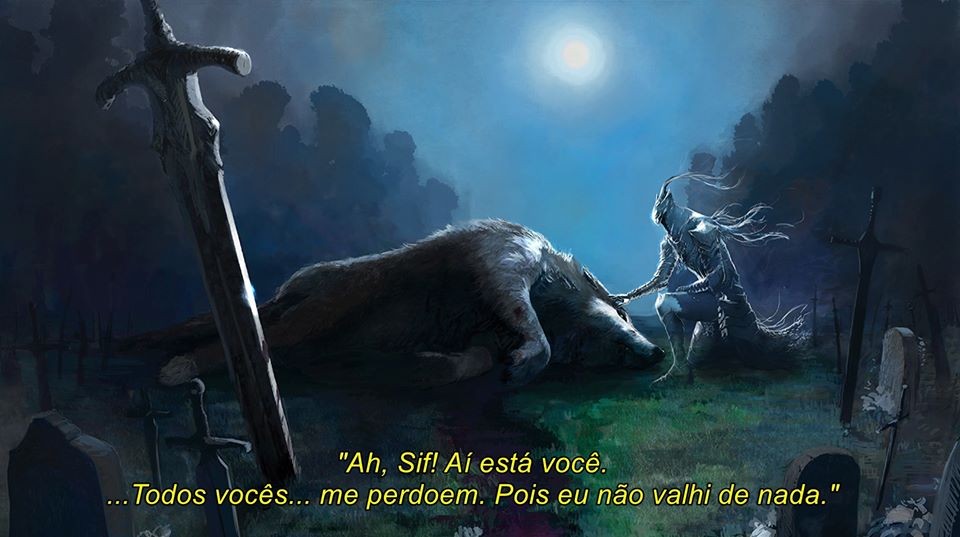 "Ah, Sif! Aí está você.
...Todos vocês... me perdoem. Pois eu não valhi de nada."